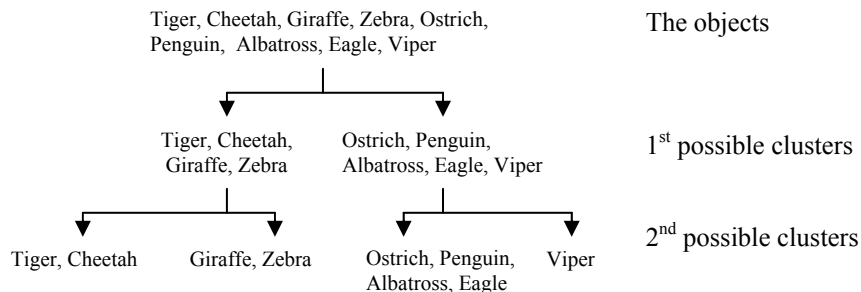 Tiger, Cheetah, Giraffe, Zebra, Ostrich,
Penguin, Albatross, Eagle, Viper
The objects
Tiger, Cheetah,
Giraffe, Zebra
Ostrich, Penguin,
Albatross, Eagle, Viper
1st possible clusters
Tiger, Cheetah
Giraffe, Zebra
Ostrich, Penguin,
Albatross, Eagle
Viper
2nd possible clusters